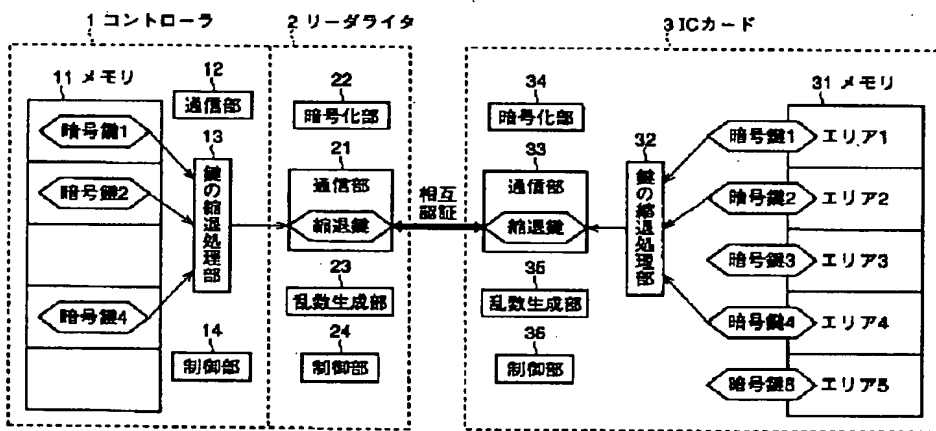 1 コントローラ
2 リーダライタ
3 ICカード
11 メモリ
暗号鍵1
暗号鍵2
暗号鍵4
12
通信部
13
鍵の縮退処理部
14
制御部
22
暗号化部
21
通信部
縮退鍵
23
乱数生成部
24
制御部
相互
認証
34
暗号化部
33
通信部
縮退鍵
35
乱数生成部
36
制御部
32
鍵の縮退処理部
31 メモリ
暗号鍵1 エリア1
暗号鍵2 エリア2
暗号鍵3 エリア3
暗号鍵4 エリア4
暗号鍵5 エリア5